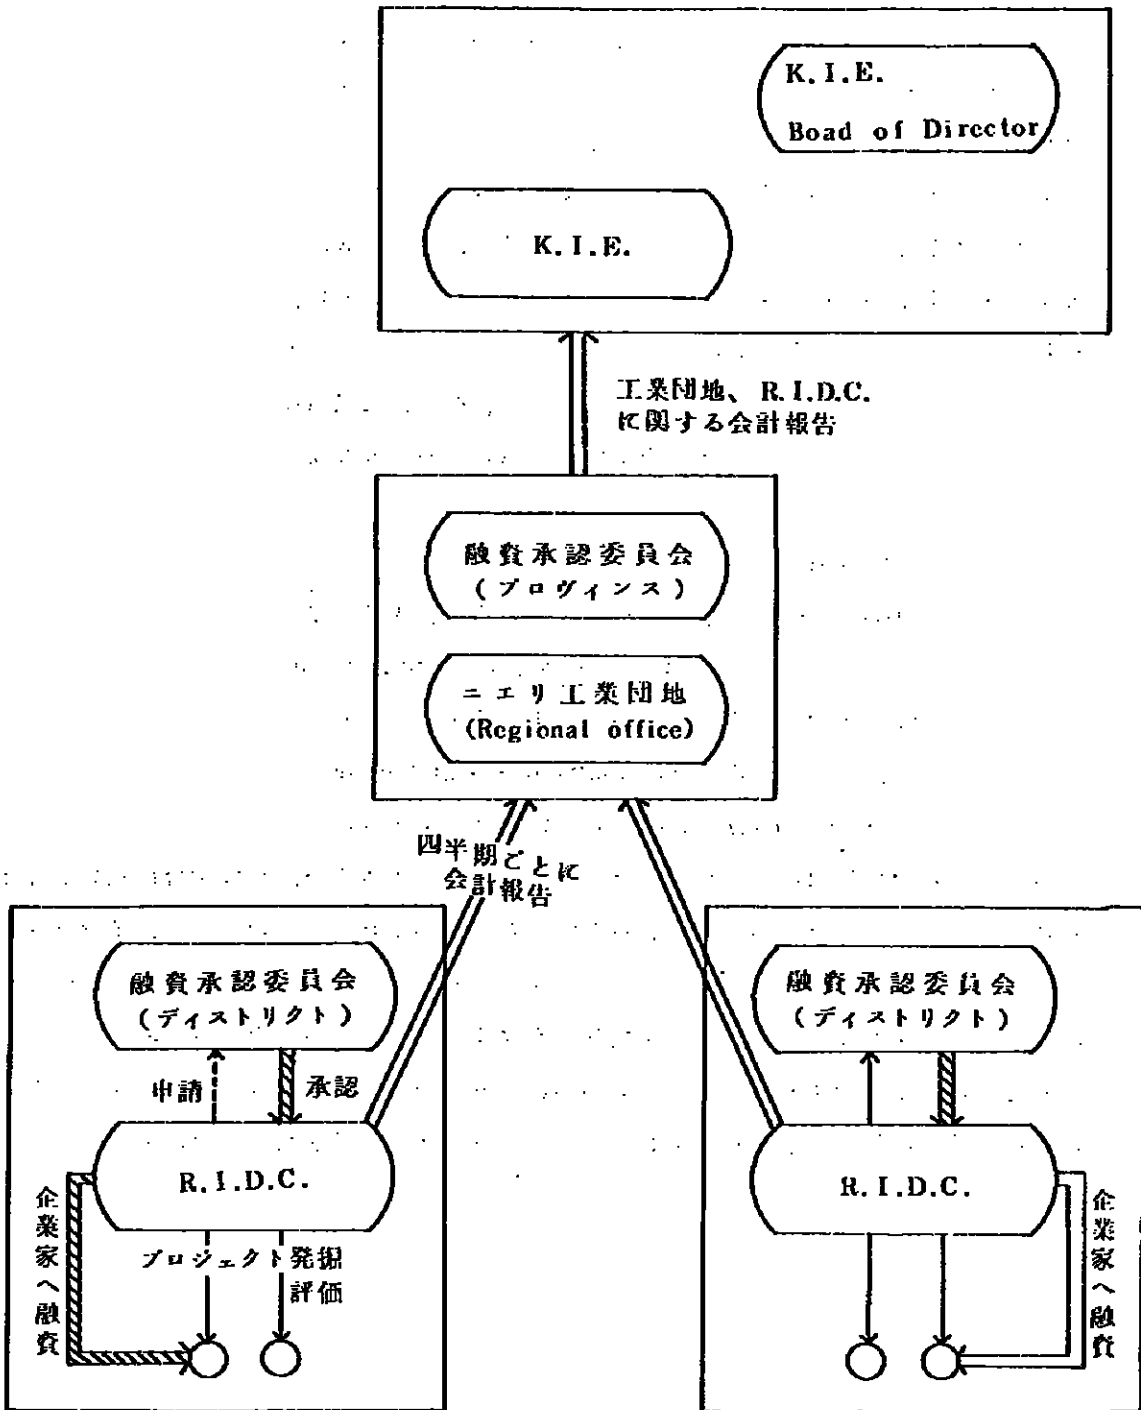 K.I.E.
Boad of Director
K.I.E.
工業団地、R.I.D.C.
に関する会計報告
融資承認委員会
(プロヴィンス)
ニエリ工業団地
(Regional office)
四半期ごとに
会計報告
融資承認委員会
(ディストリクト)
申請
承認
R.I.D.C.
企業家へ融資
プロジェクト発掘
評価
融資承認委員会
(ディストリクト)
R.I.D.C.
企業家へ融資